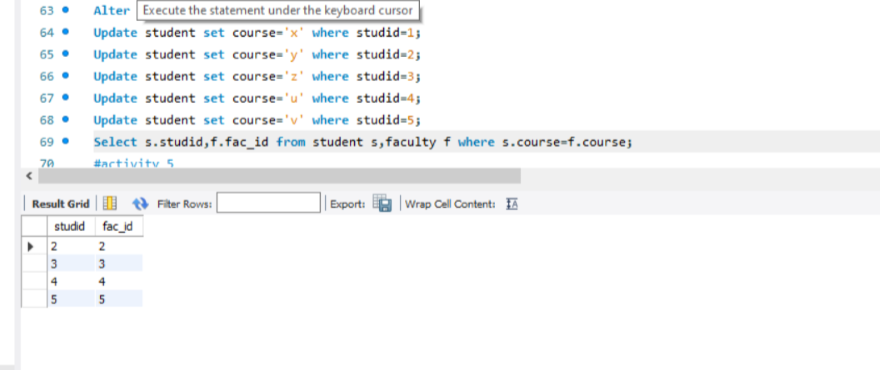 63 Alter Execute the statement under the keyboard cursor
64 Update student set course='x' where studid=1;
65 Update student set course='y' where studid=2;
66 Update student set course='z' where studid=3;
67 Update student set course='u' where studid=4;
68 Update student set course='v' where studid=5;
69 Select s.studid,f.fac_id from student s,faculty f where s.course=f.course;
70 #activity 5
Result Grid Filter Rows: Export: Wrap Cell Content: IA
studid fac_id
2 2
3 3
4 4
5 5